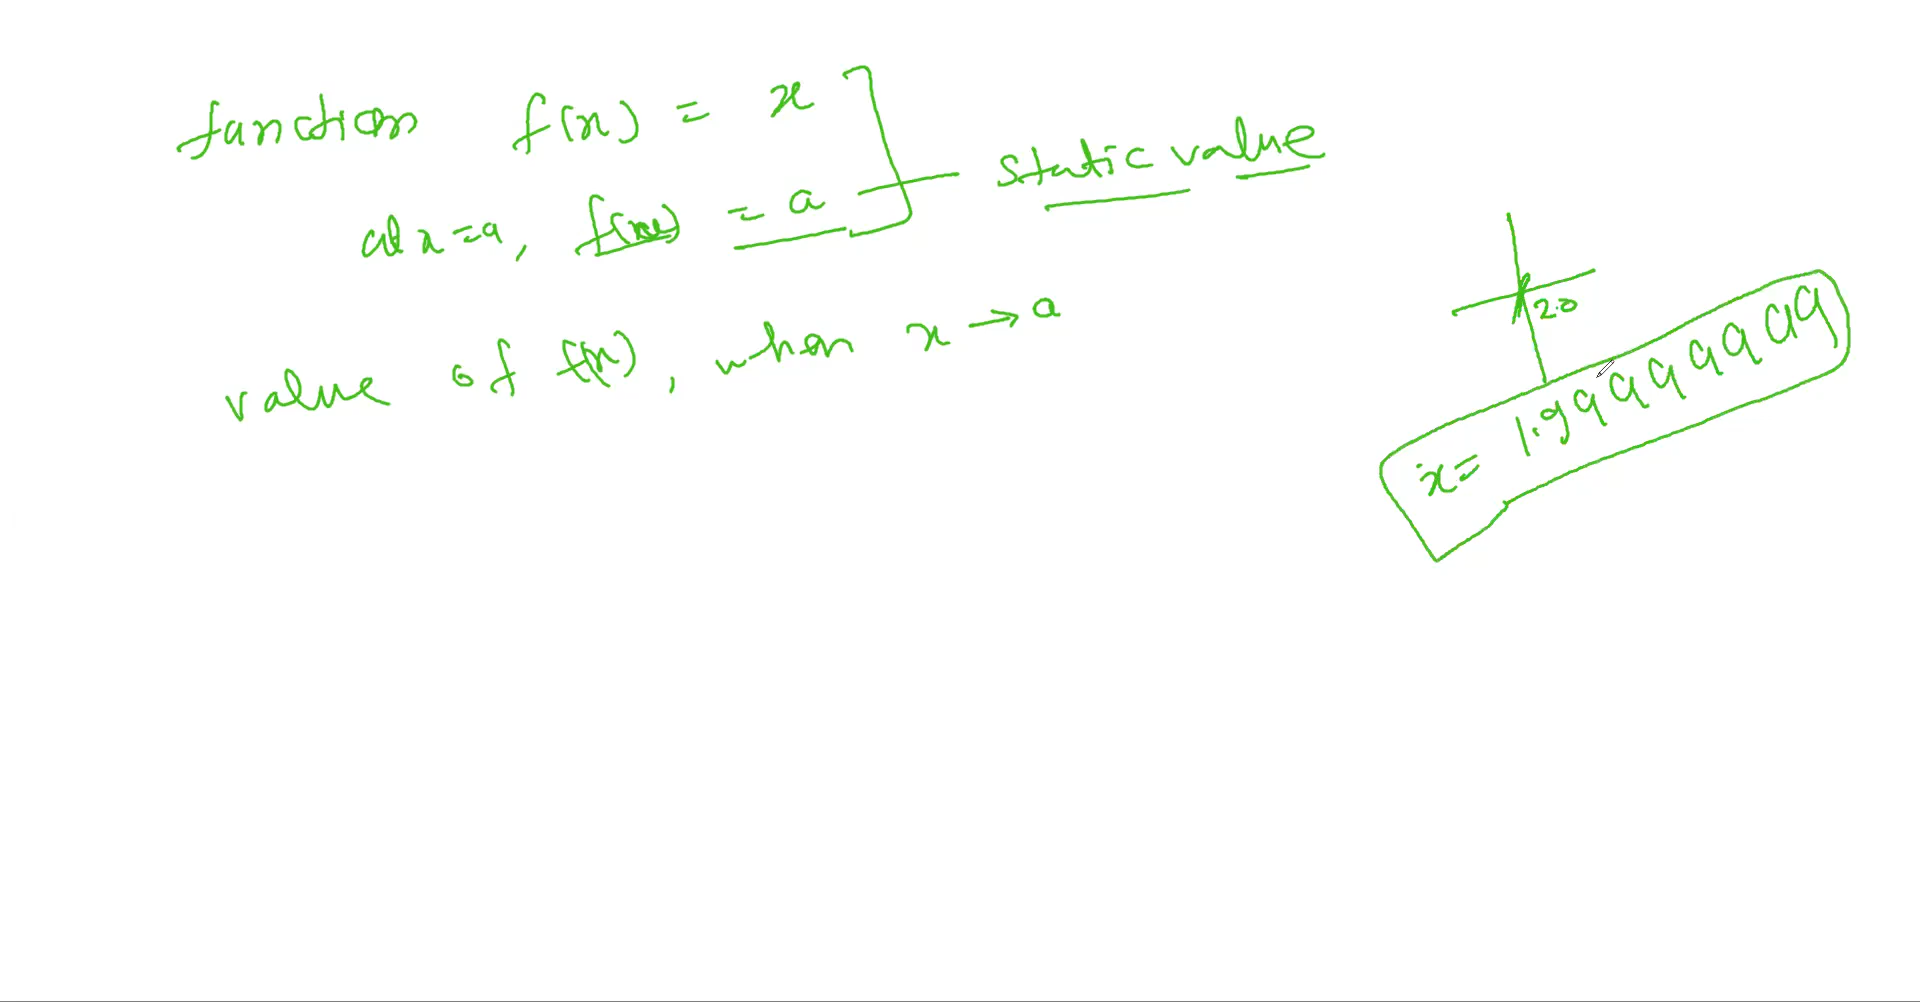 function f(x) = x
at x = a, f(x) = a
static value
value of f(x), when x → a
2.0
x = 1.999999999